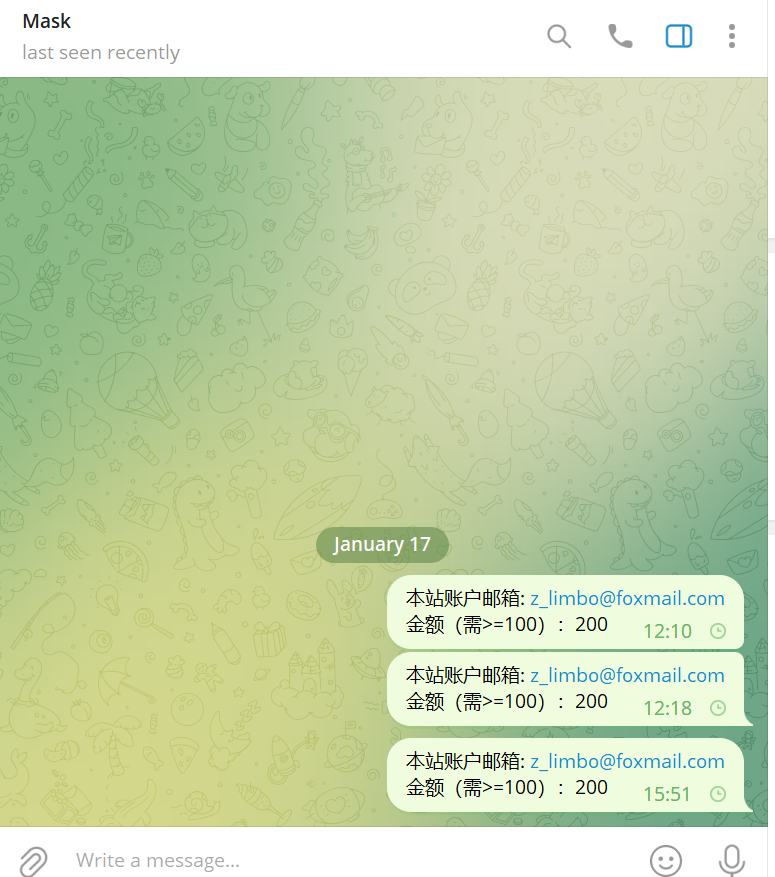 Mask
last seen recently
January 17
本站账户邮箱: z_limbo@foxmail.com
金额（需>=100）: 200
12:10
本站账户邮箱: z_limbo@foxmail.com
金额（需>=100）: 200
12:18
本站账户邮箱: z_limbo@foxmail.com
金额（需>=100）: 200
15:51
Write a message...